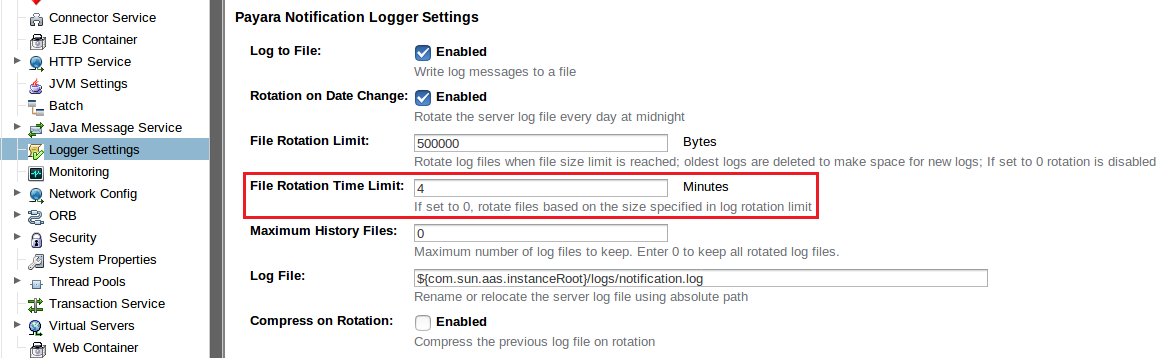 Connector Service
EJB Container
HTTP Service
JVM Settings
Batch
Java Message Service
Logger Settings
Monitoring
Network Config
ORB
Security
System Properties
Thread Pools
Transaction Service
Virtual Servers
Web Container
Payara Notification Logger Settings
Log to File: Enabled
Write log messages to a file
Rotation on Date Change: Enabled
Rotate the server log file every day at midnight
File Rotation Limit: 500000 Bytes
Rotate log files when file size limit is reached; oldest logs are deleted to make space for new logs; If set to 0 rotation is disabled
File Rotation Time Limit: 4 Minutes
If set to 0, rotate files based on the size specified in log rotation limit
Maximum History Files: 0
Maximum number of log files to keep. Enter 0 to keep all rotated log files.
Log File: ${com.sun.aas.instanceRoot}/logs/notification.log
Rename or relocate the server log file using absolute path
Compress on Rotation: Enabled
Compress the previous log file on rotation